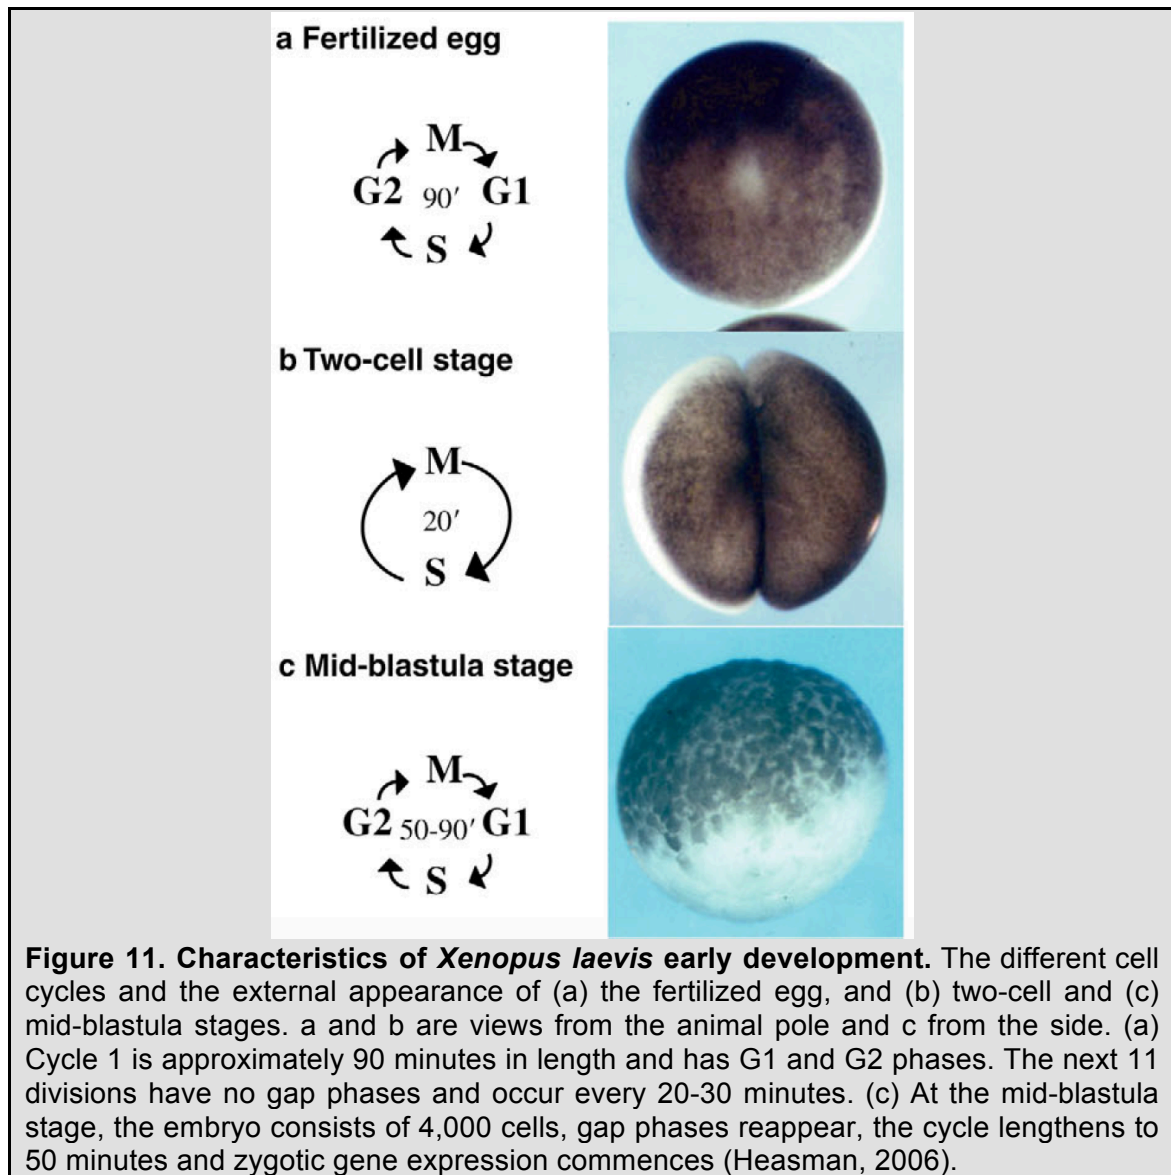 a Fertilized egg
M
G2 90′ G1
S
b Two-cell stage
M
20′
S
c Mid-blastula stage
M
G2 50-90′ G1
S
Figure 11. Characteristics of Xenopus laevis early development. The different cell
cycles and the external appearance of (a) the fertilized egg, and (b) two-cell and (c)
mid-blastula stages. a and b are views from the animal pole and c from the side. (a)
Cycle 1 is approximately 90 minutes in length and has G1 and G2 phases. The next 11
divisions have no gap phases and occur every 20-30 minutes. (c) At the mid-blastula
stage, the embryo consists of 4,000 cells, gap phases reappear, the cycle lengthens to
50 minutes and zygotic gene expression commences (Heasman, 2006).